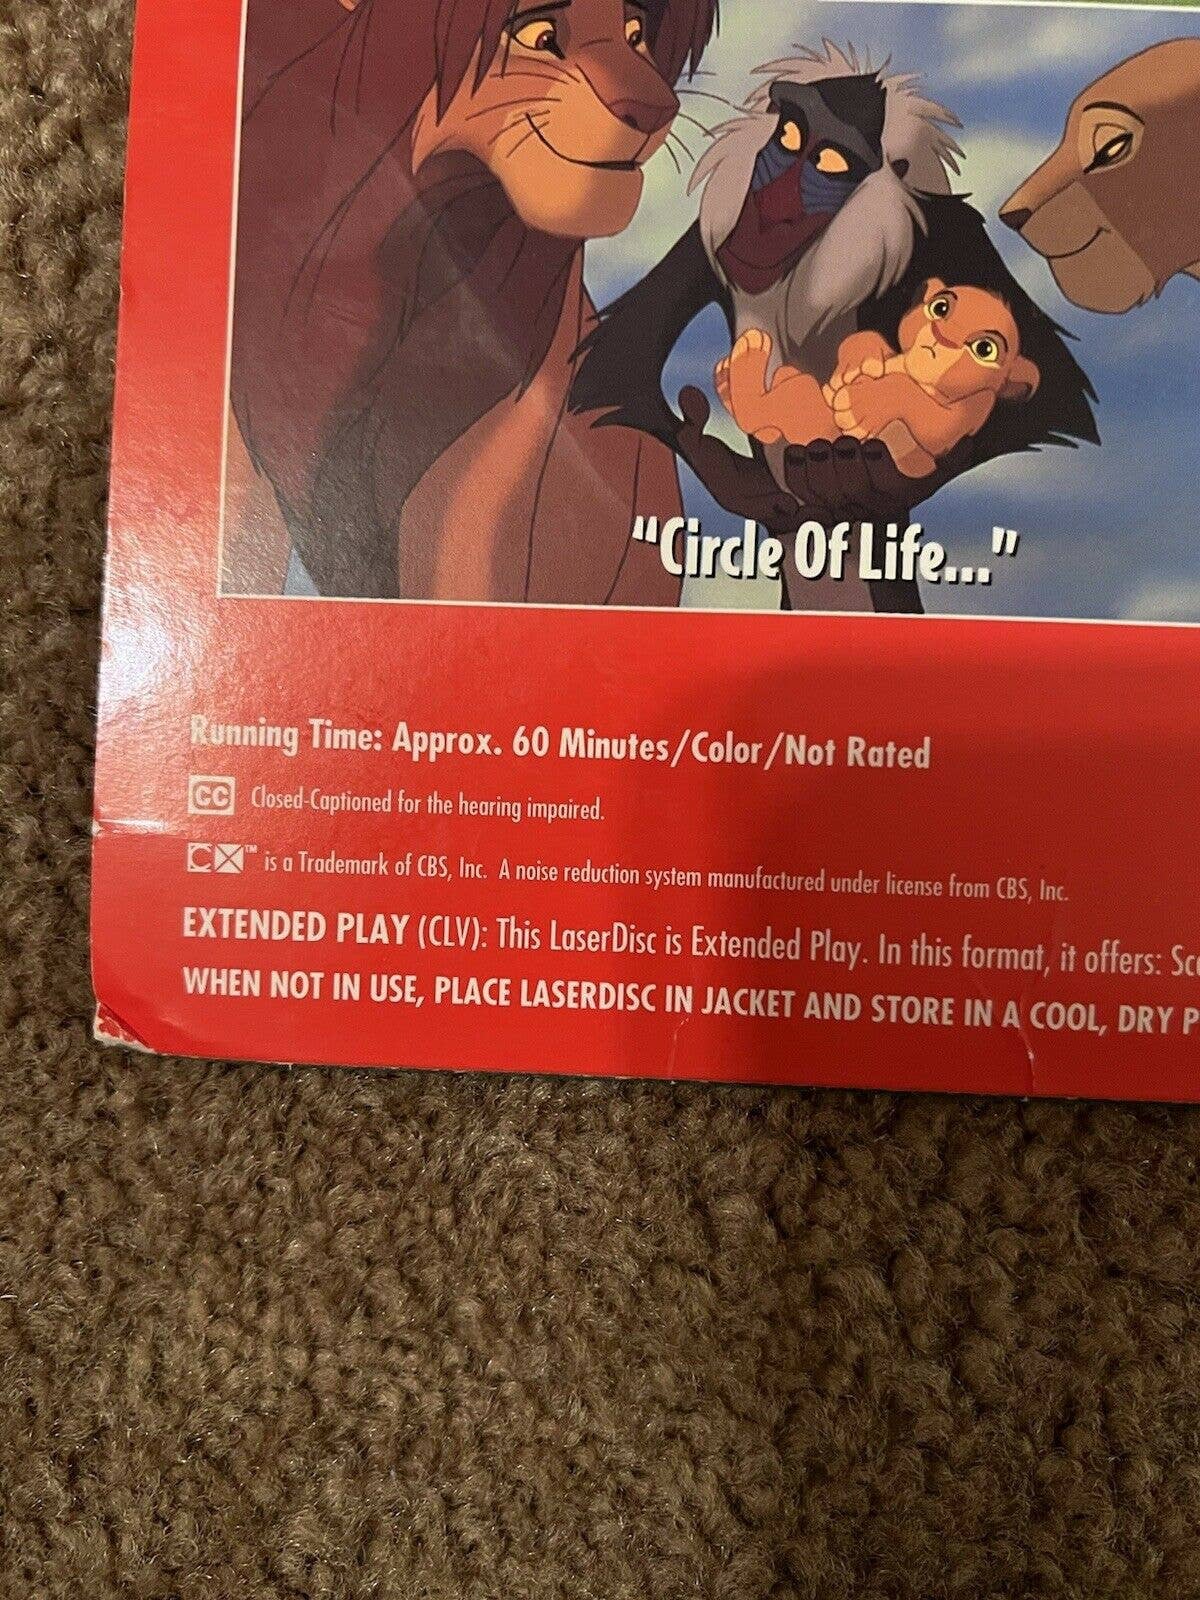 "Circle Of Life..."
Running Time: Approx. 60 Minutes/Color/Not Rated
CC Closed-Captioned for the hearing impaired.
CX™ is a Trademark of CBS, Inc. A noise reduction system manufactured under license from CBS, Inc.
EXTENDED PLAY (CLV): This LaserDisc is Extended Play. In this format, it offers:
WHEN NOT IN USE, PLACE LASERDISC IN JACKET AND STORE IN A COOL, DRY